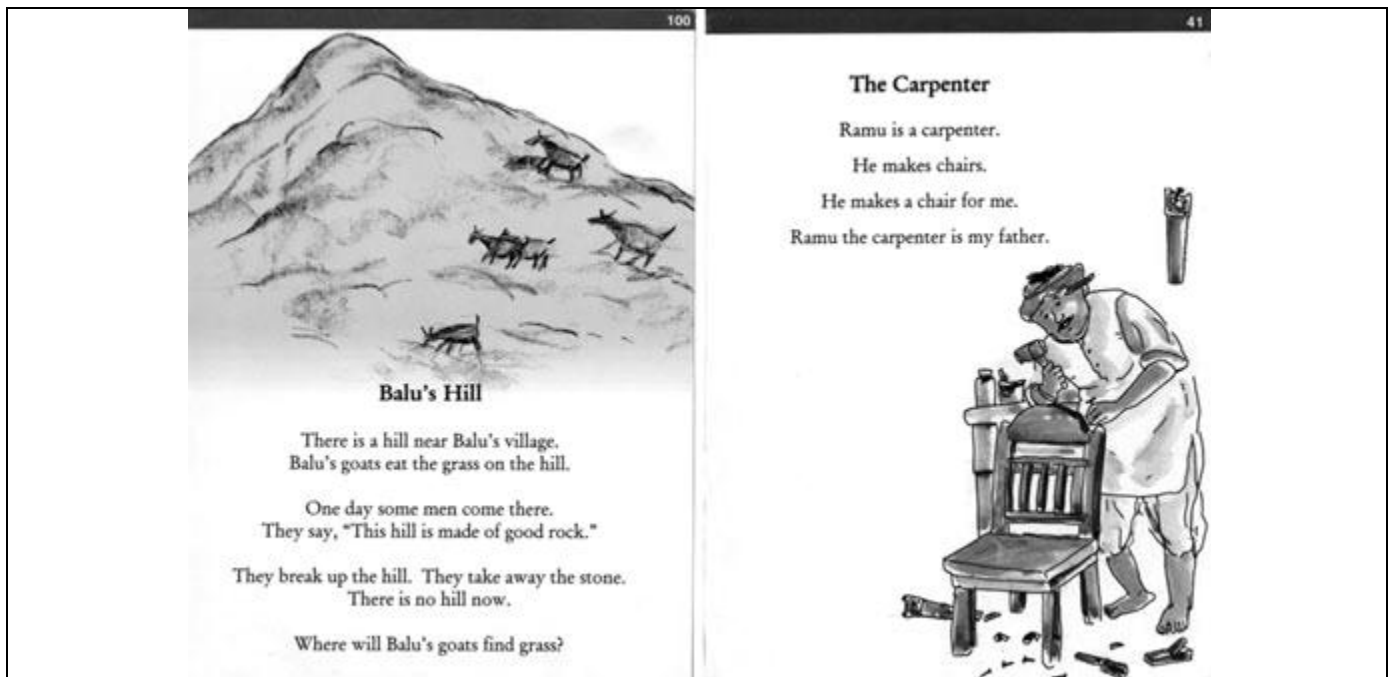 100
Balu's Hill
There is a hill near Balu's village.
Balu's goats eat the grass on the hill.
One day some men come there.
They say, “This hill is made of good rock.”
They break up the hill. They take away the stone.
There is no hill now.
Where will Balu's goats find grass?
41
The Carpenter
Ramu is a carpenter.
He makes chairs.
He makes a chair for me.
Ramu the carpenter is my father.